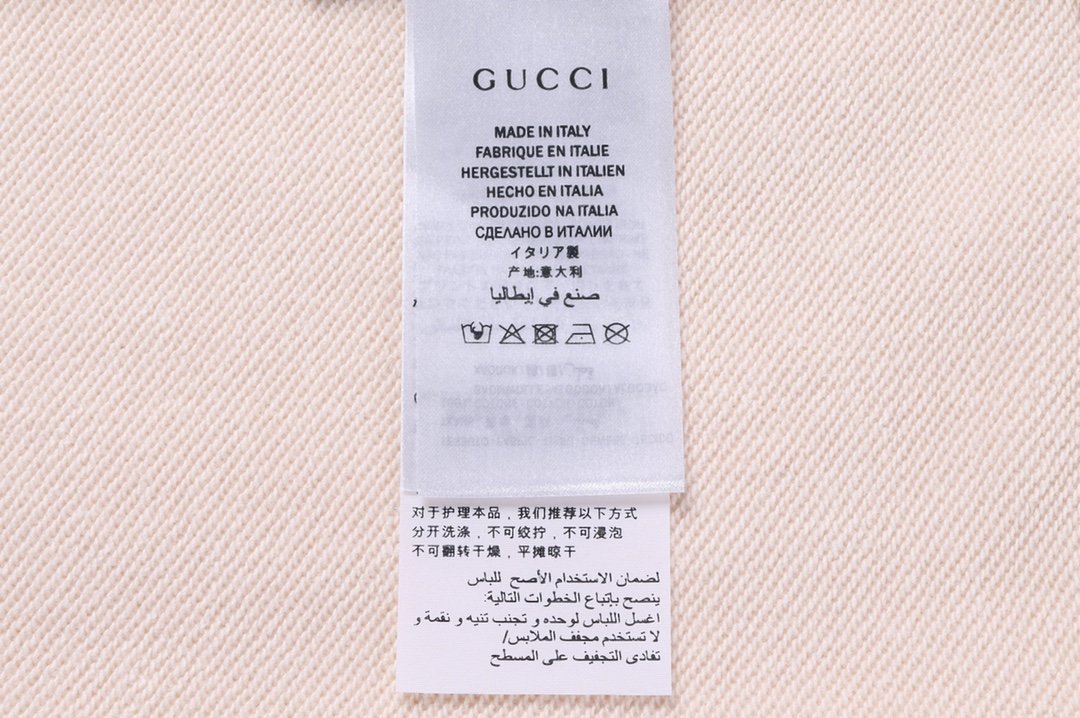 GUCCI
MADE IN ITALY
FABRIQUE EN ITALIE
HERGESTELLT IN ITALIEN
HECHO EN ITALIA
PRODUZIDO NA ITALIA
СДЕЛАНО В ИТАЛИИ
イタリア製
产地:意大利
صنع في إيطاليا
对于护理本品，我们推荐以下方式
分开洗涤，不可绞拧，不可浸泡
不可翻转干燥，平摊晾干
لضمان الاستخدام الأصح للباس
ينصح بإتباع الخطوات التالية:
اغسل اللباس لوحده و تجنب تنيه و نقمة و
لا تستخدم مجفف الملابس/
تفادى التجفيف على المسطح